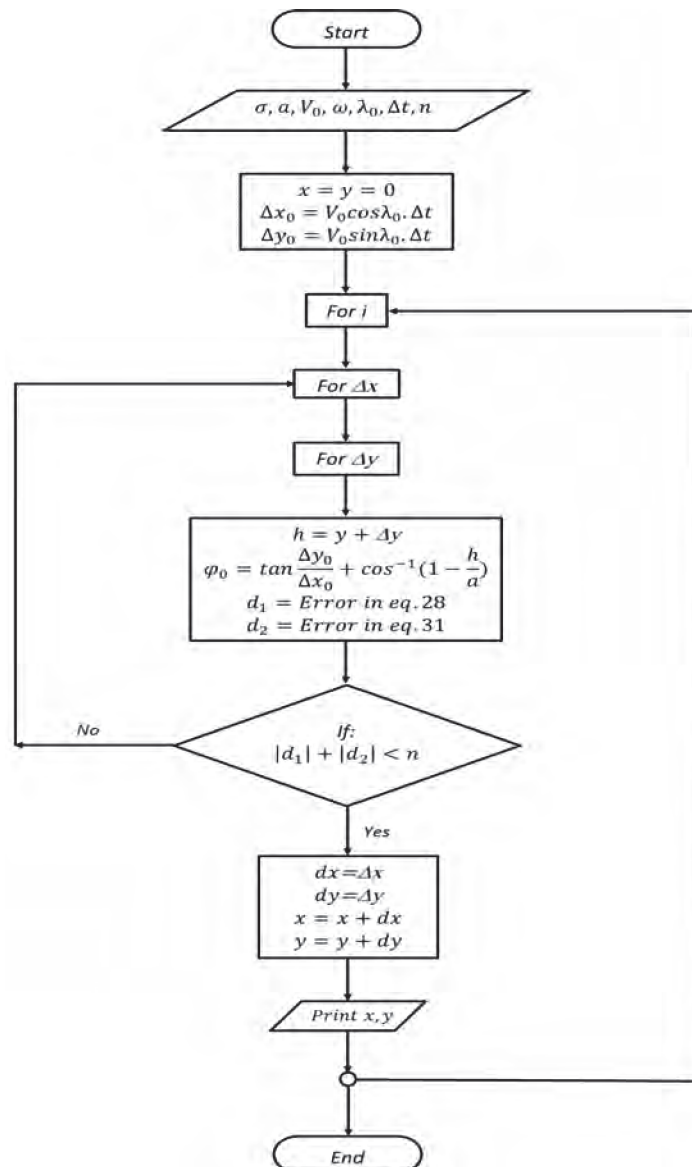 Start
σ, a, V₀, ω, λ₀, Δt, n
x = y = 0
Δx₀ = V₀cosλ₀.Δt
Δy₀ = V₀sinλ₀.Δt
For i
For Δx
For Δy
h = y + Δy
φ₀ = tan Δy₀/Δx₀ + cos⁻¹(1 − h/a)
d₁ = Error in eq.28
d₂ = Error in eq.31
No
If:
|d₁| + |d₂| < n
Yes
dx=Δx
dy=Δy
x = x + dx
y = y + dy
Print x,y
End